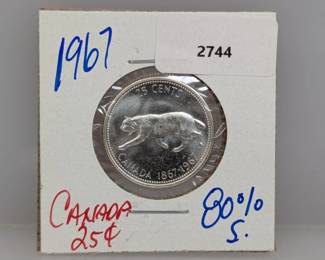 1967
2744
25 CENTS
CANADA 1867-1967
CANADA
25¢
80%
S.